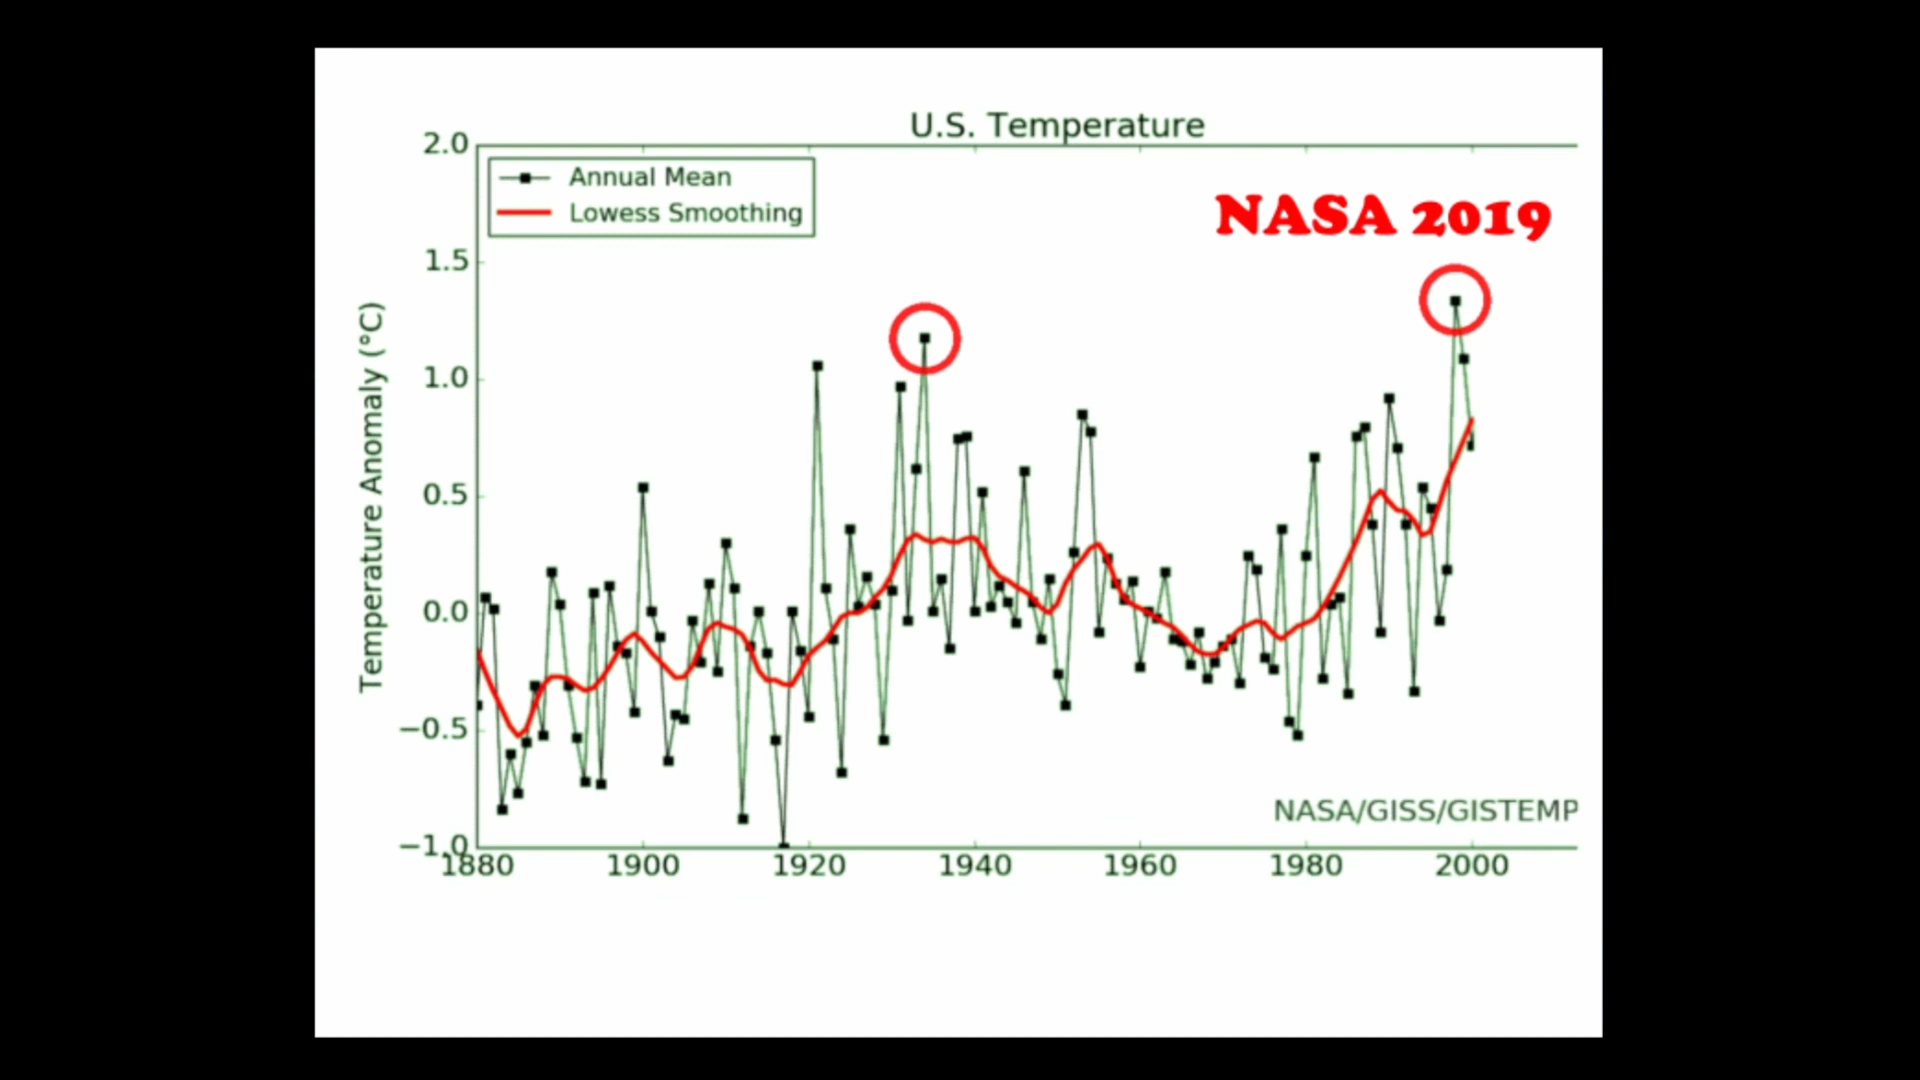 U.S. Temperature
Annual Mean
Lowess Smoothing
NASA 2019
Temperature Anomaly (°C)
2.0
1.5
1.0
0.5
0.0
−0.5
−1.0
NASA/GISS/GISTEMP
1880 1900 1920 1940 1960 1980 2000